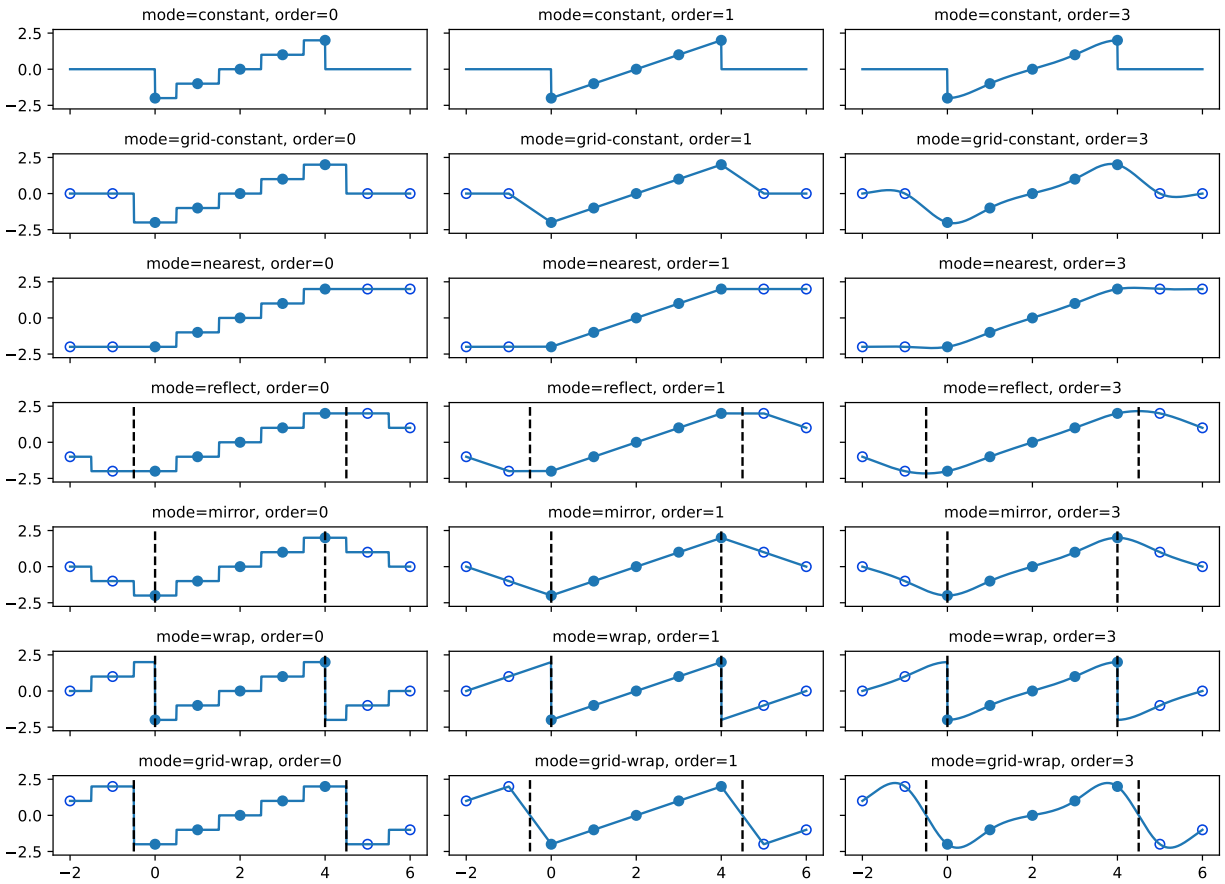 mode=constant, order=0 mode=constant, order=1 mode=constant, order=3
2.5
0.0
−2.5
mode=grid-constant, order=0 mode=grid-constant, order=1 mode=grid-constant, order=3
2.5
0.0
−2.5
mode=nearest, order=0 mode=nearest, order=1 mode=nearest, order=3
2.5
0.0
−2.5
mode=reflect, order=0 mode=reflect, order=1 mode=reflect, order=3
2.5
0.0
−2.5
mode=mirror, order=0 mode=mirror, order=1 mode=mirror, order=3
2.5
0.0
−2.5
mode=wrap, order=0 mode=wrap, order=1 mode=wrap, order=3
2.5
0.0
−2.5
mode=grid-wrap, order=0 mode=grid-wrap, order=1 mode=grid-wrap, order=3
2.5
0.0
−2.5
−2 0 2 4 6 −2 0 2 4 6 −2 0 2 4 6